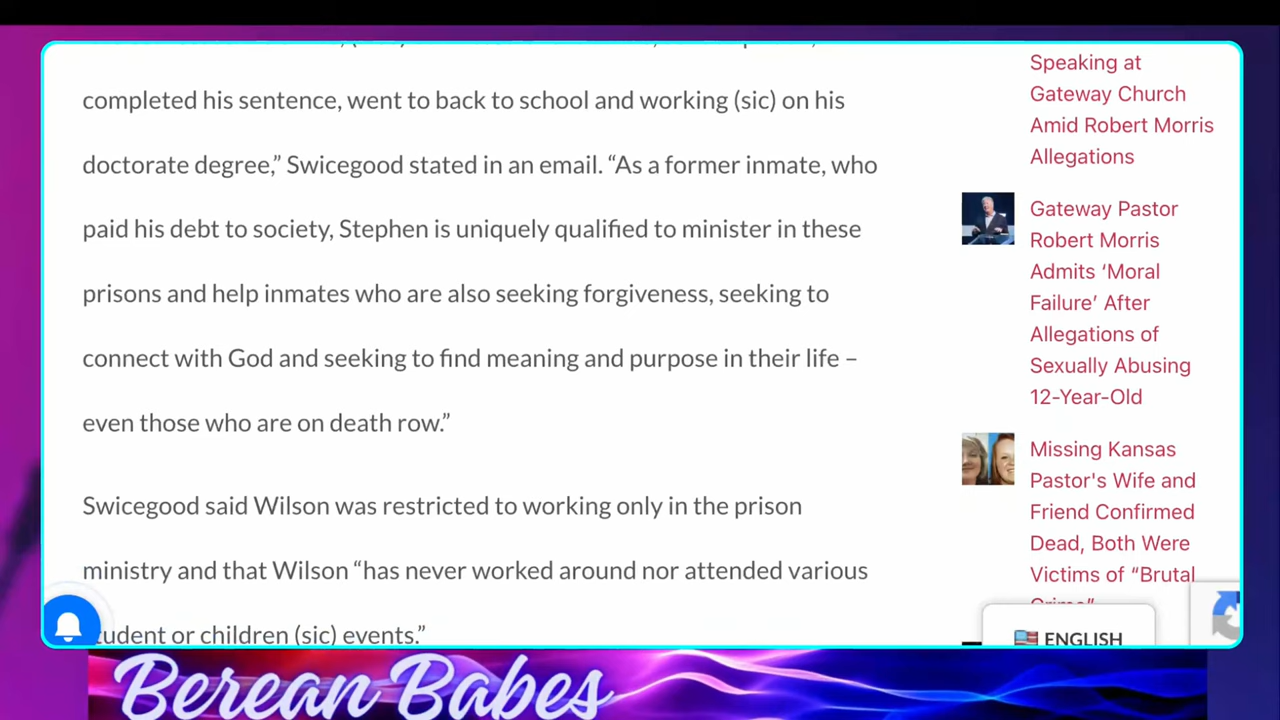 completed his sentence, went to back to school and working (sic) on his
doctorate degree,” Swicegood stated in an email. “As a former inmate, who
paid his debt to society, Stephen is uniquely qualified to minister in these
prisons and help inmates who are also seeking forgiveness, seeking to
connect with God and seeking to find meaning and purpose in their life –
even those who are on death row.”
Swicegood said Wilson was restricted to working only in the prison
ministry and that Wilson “has never worked around nor attended various
student or children (sic) events.”
Speaking at
Gateway Church
Amid Robert Morris
Allegations
Gateway Pastor
Robert Morris
Admits ‘Moral
Failure’ After
Allegations of
Sexually Abusing
12-Year-Old
Missing Kansas
Pastor's Wife and
Friend Confirmed
Dead, Both Were
Victims of “Brutal
Crime”
ENGLISH
Berean Babes